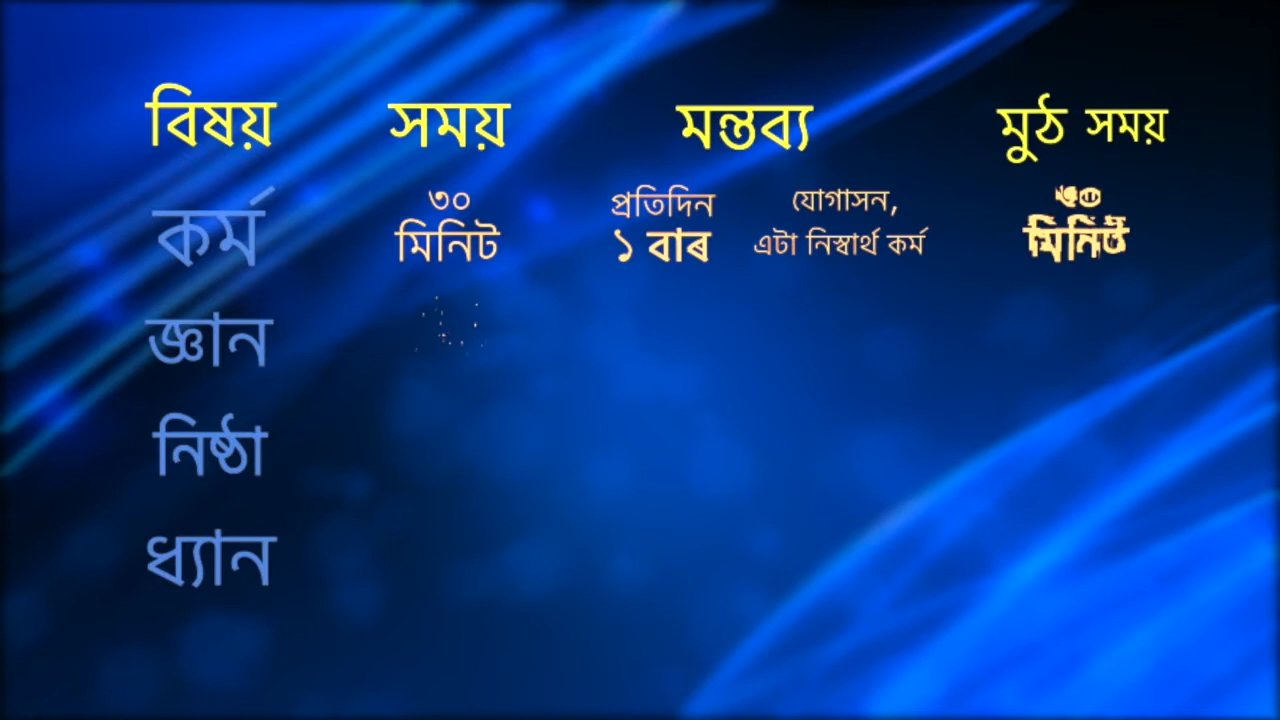 বিষয় সময় মন্তব্য মুঠ সময়
কৰ্ম ৩০ মিনিট প্ৰতিদিন ১ বাৰ যোগাসন, এটা নিস্বাৰ্থ কৰ্ম মিনিট
জ্ঞান
নিষ্ঠা
ধ্যান